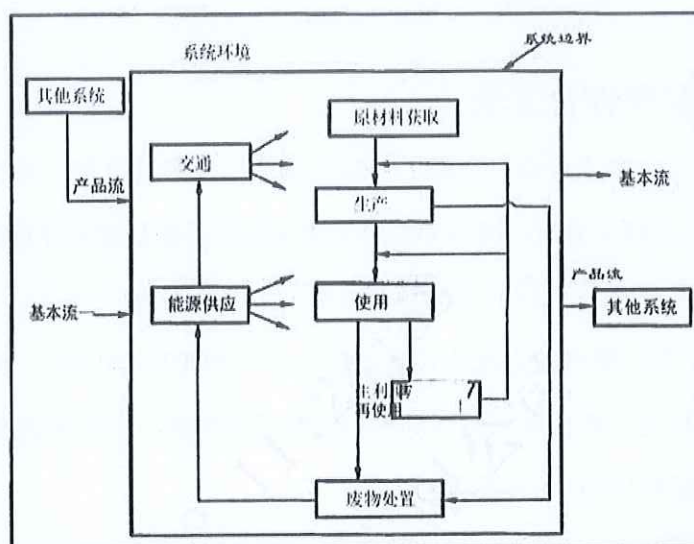 系统环境
系统边界
其他系统
原材料获取
交通
产品流
基本流
生产
产品流
基本流
能源供应
使用
其他系统
再使用
废物处置